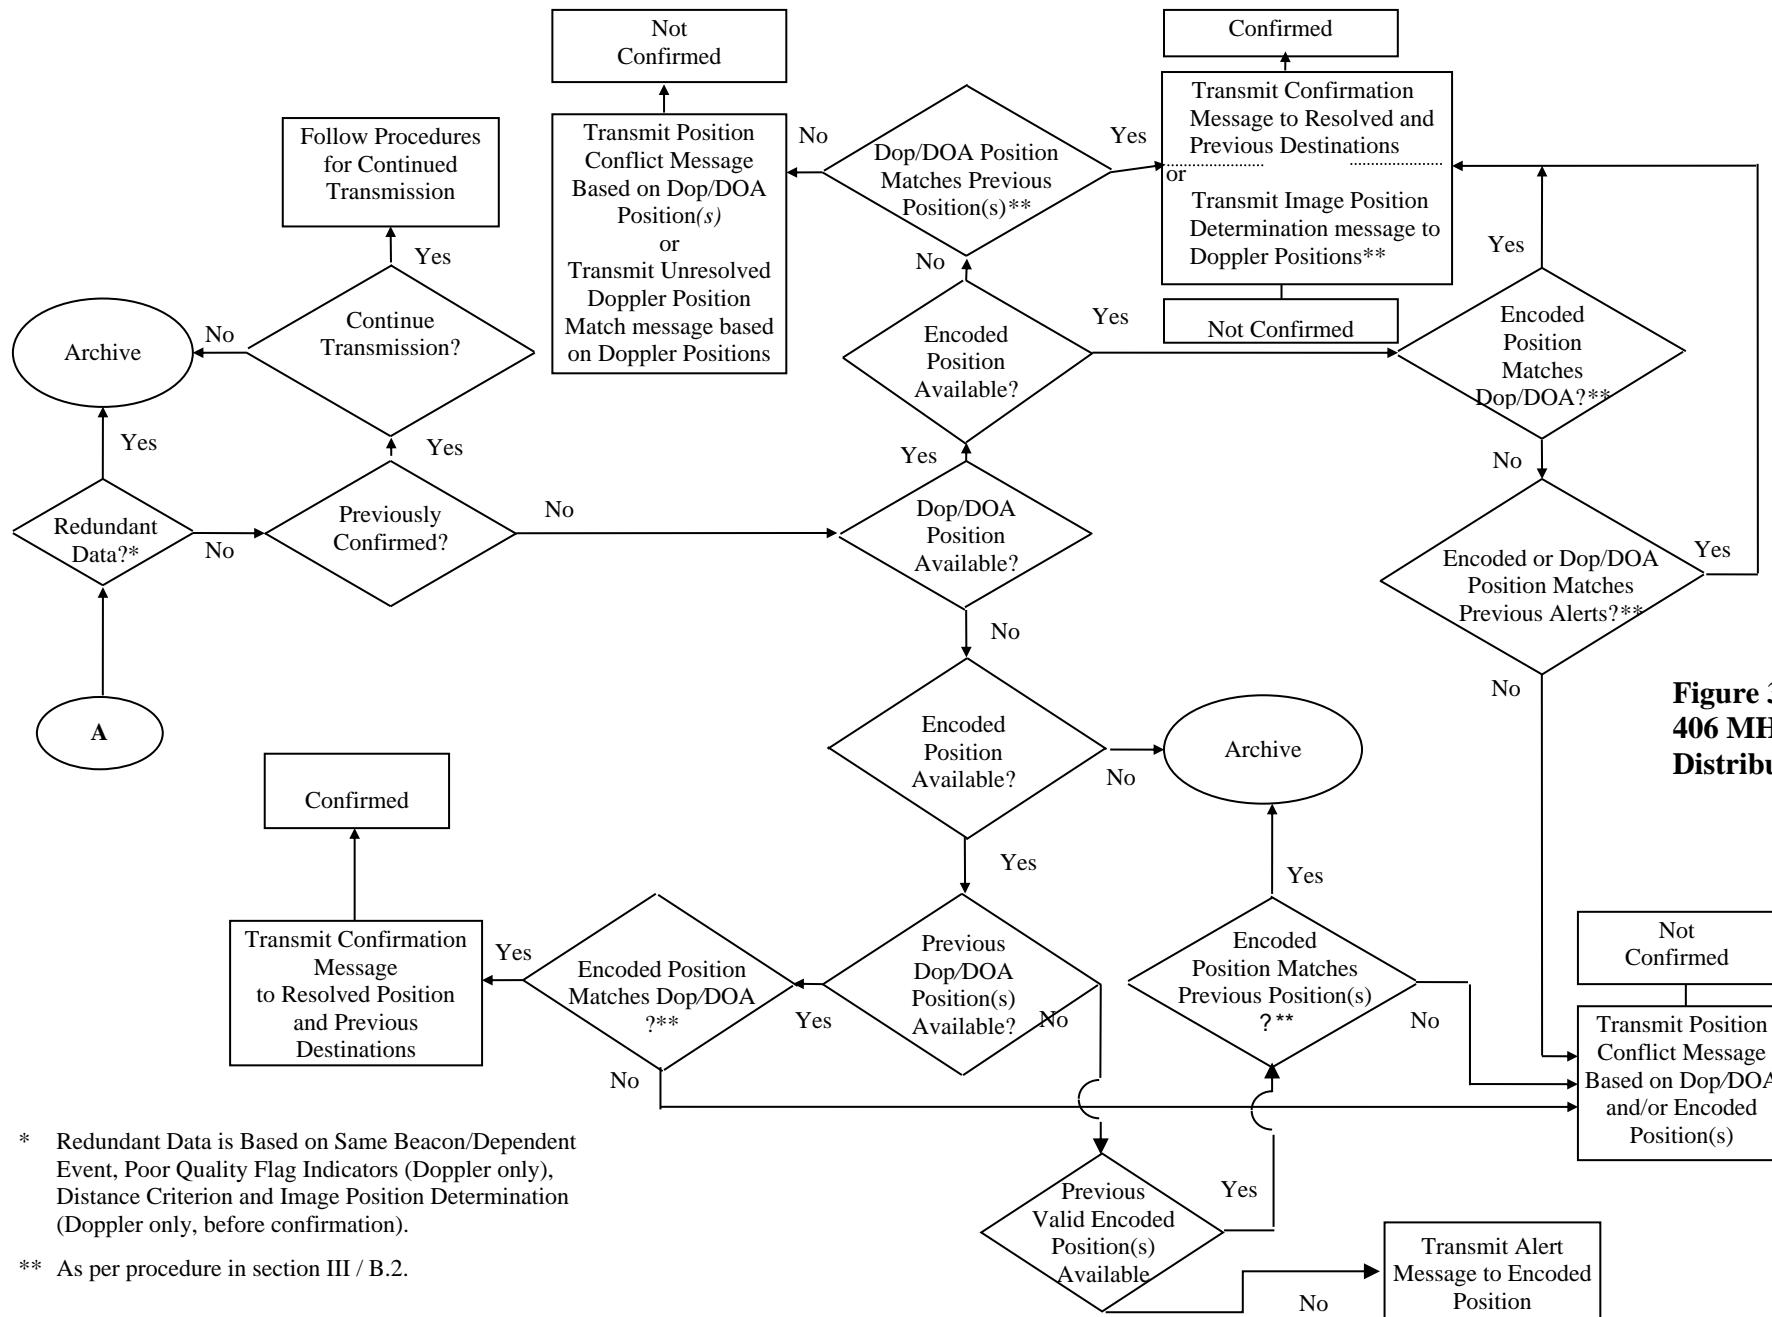 Not
Confirmed
Confirmed
Follow Procedures
for Continued
Transmission
Transmit Position
Conflict Message
Based on Dop/DOA
Position(s)
or
Transmit Unresolved
Doppler Position
Match message based
on Doppler Positions
No
Dop/DOA Position
Matches Previous
Position(s)**
Yes
Transmit Confirmation
Message to Resolved and
Previous Destinations
or
Transmit Image Position
Determination message to
Doppler Positions**
Not Confirmed
Yes
No
Yes
Archive
No
Continue
Transmission?
Encoded
Position
Available?
Yes
Encoded
Position
Matches
Dop/DOA?**
Yes
Yes
Yes
No
Redundant
Data?*
No
Previously
Confirmed?
No
Dop/DOA
Position
Available?
Encoded or Dop/DOA
Position Matches
Previous Alerts?**
Yes
No
No
A
Encoded
Position
Available?
No
Archive
Figure 3
406 MH
Distribu
Confirmed
Yes
Yes
Transmit Confirmation
Message
to Resolved Position
and Previous
Destinations
Yes
Encoded Position
Matches Dop/DOA
?**
Yes
Previous
Dop/DOA
Position(s)
Available?
No
Encoded
Position Matches
Previous Position(s)
?**
No
Not
Confirmed
Transmit Position
Conflict Message
Based on Dop/DOA
and/or Encoded
Position(s)
No
* Redundant Data is Based on Same Beacon/Dependent
Event, Poor Quality Flag Indicators (Doppler only),
Distance Criterion and Image Position Determination
(Doppler only, before confirmation).
** As per procedure in section III / B.2.
Previous
Valid Encoded
Position(s)
Available
Yes
No
Transmit Alert
Message to Encoded
Position